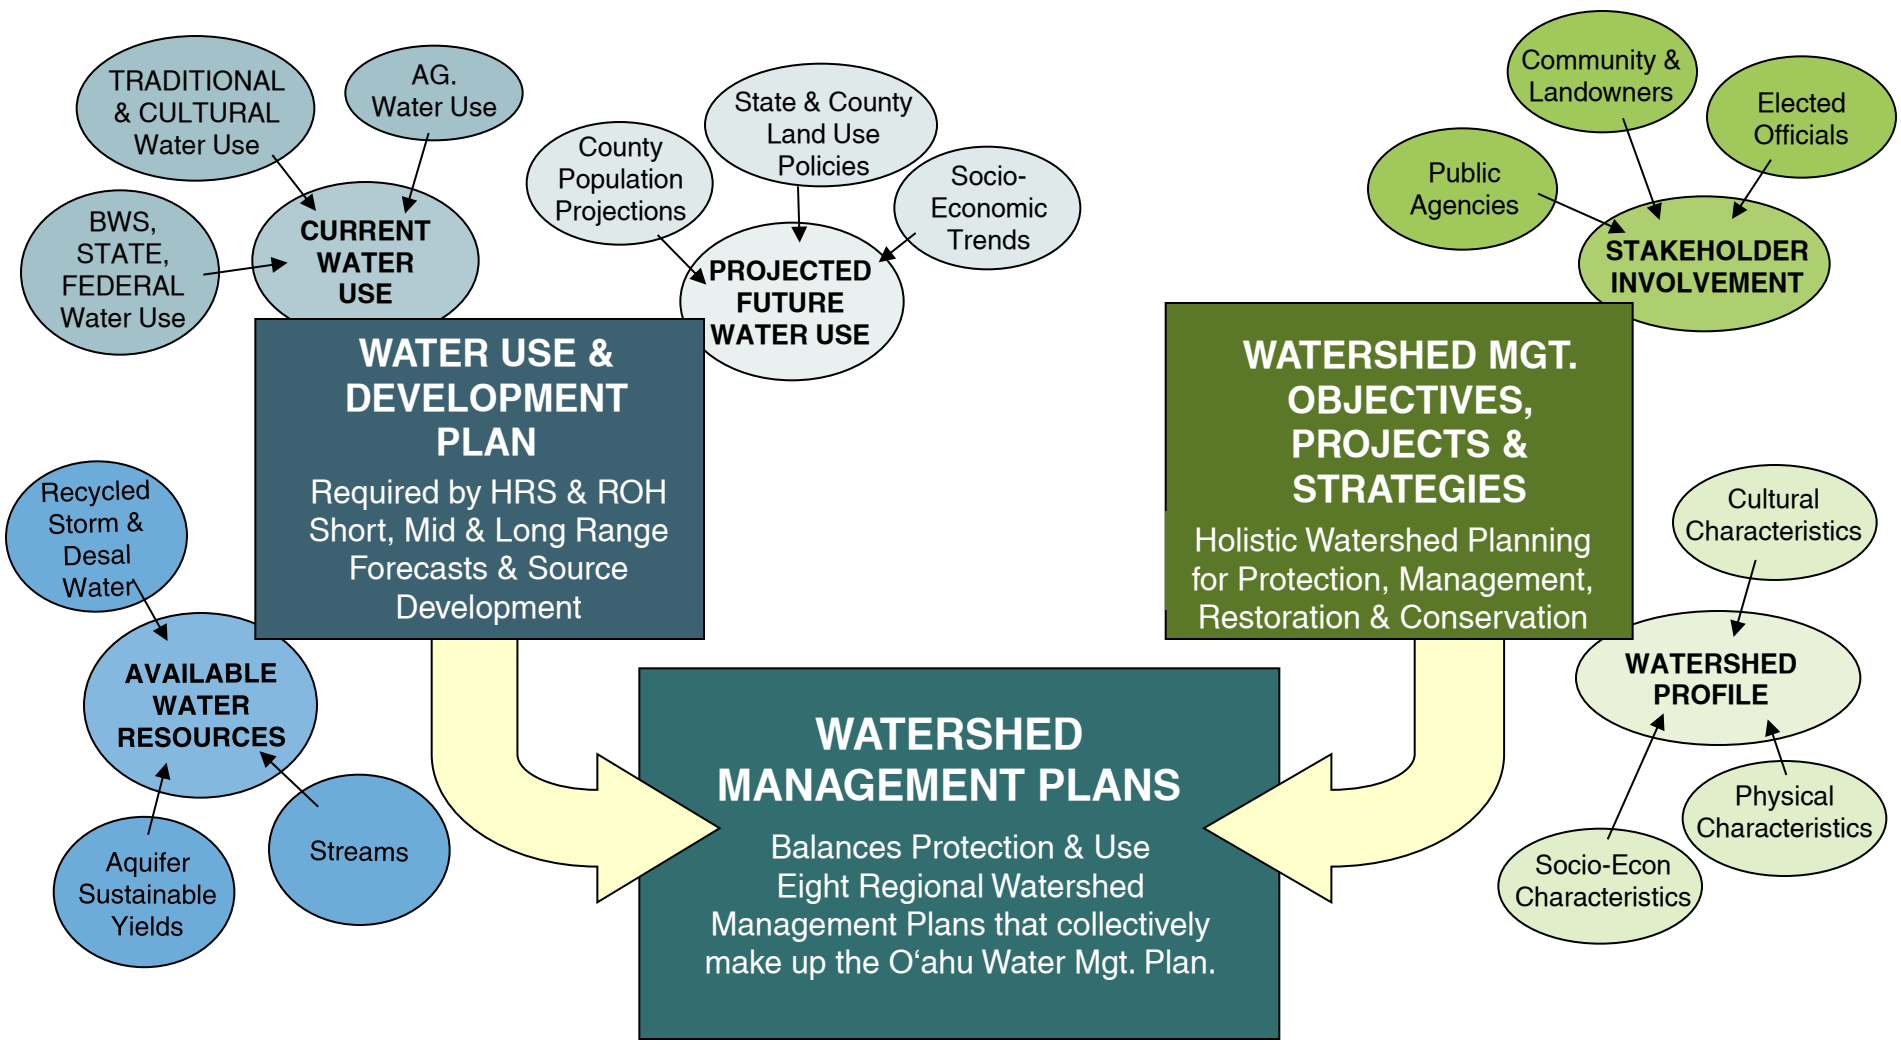 TRADITIONAL
& CULTURAL
Water Use
AG.
Water Use
BWS,
STATE,
FEDERAL
Water Use
CURRENT
WATER
USE
County
Population
Projections
State & County
Land Use
Policies
Socio-
Economic
Trends
PROJECTED
FUTURE
WATER USE
Community &
Landowners
Elected
Officials
Public
Agencies
STAKEHOLDER
INVOLVEMENT
WATER USE &
DEVELOPMENT
PLAN
Required by HRS & ROH
Short, Mid & Long Range
Forecasts & Source
Development
WATERSHED MGT.
OBJECTIVES,
PROJECTS &
STRATEGIES
Holistic Watershed Planning
for Protection, Management,
Restoration & Conservation
Recycled
Storm &
Desal
Water
AVAILABLE
WATER
RESOURCES
Aquifer
Sustainable
Yields
Streams
Cultural
Characteristics
WATERSHED
PROFILE
Physical
Characteristics
Socio-Econ
Characteristics
WATERSHED
MANAGEMENT PLANS
Balances Protection & Use
Eight Regional Watershed
Management Plans that collectively
make up the O‘ahu Water Mgt. Plan.